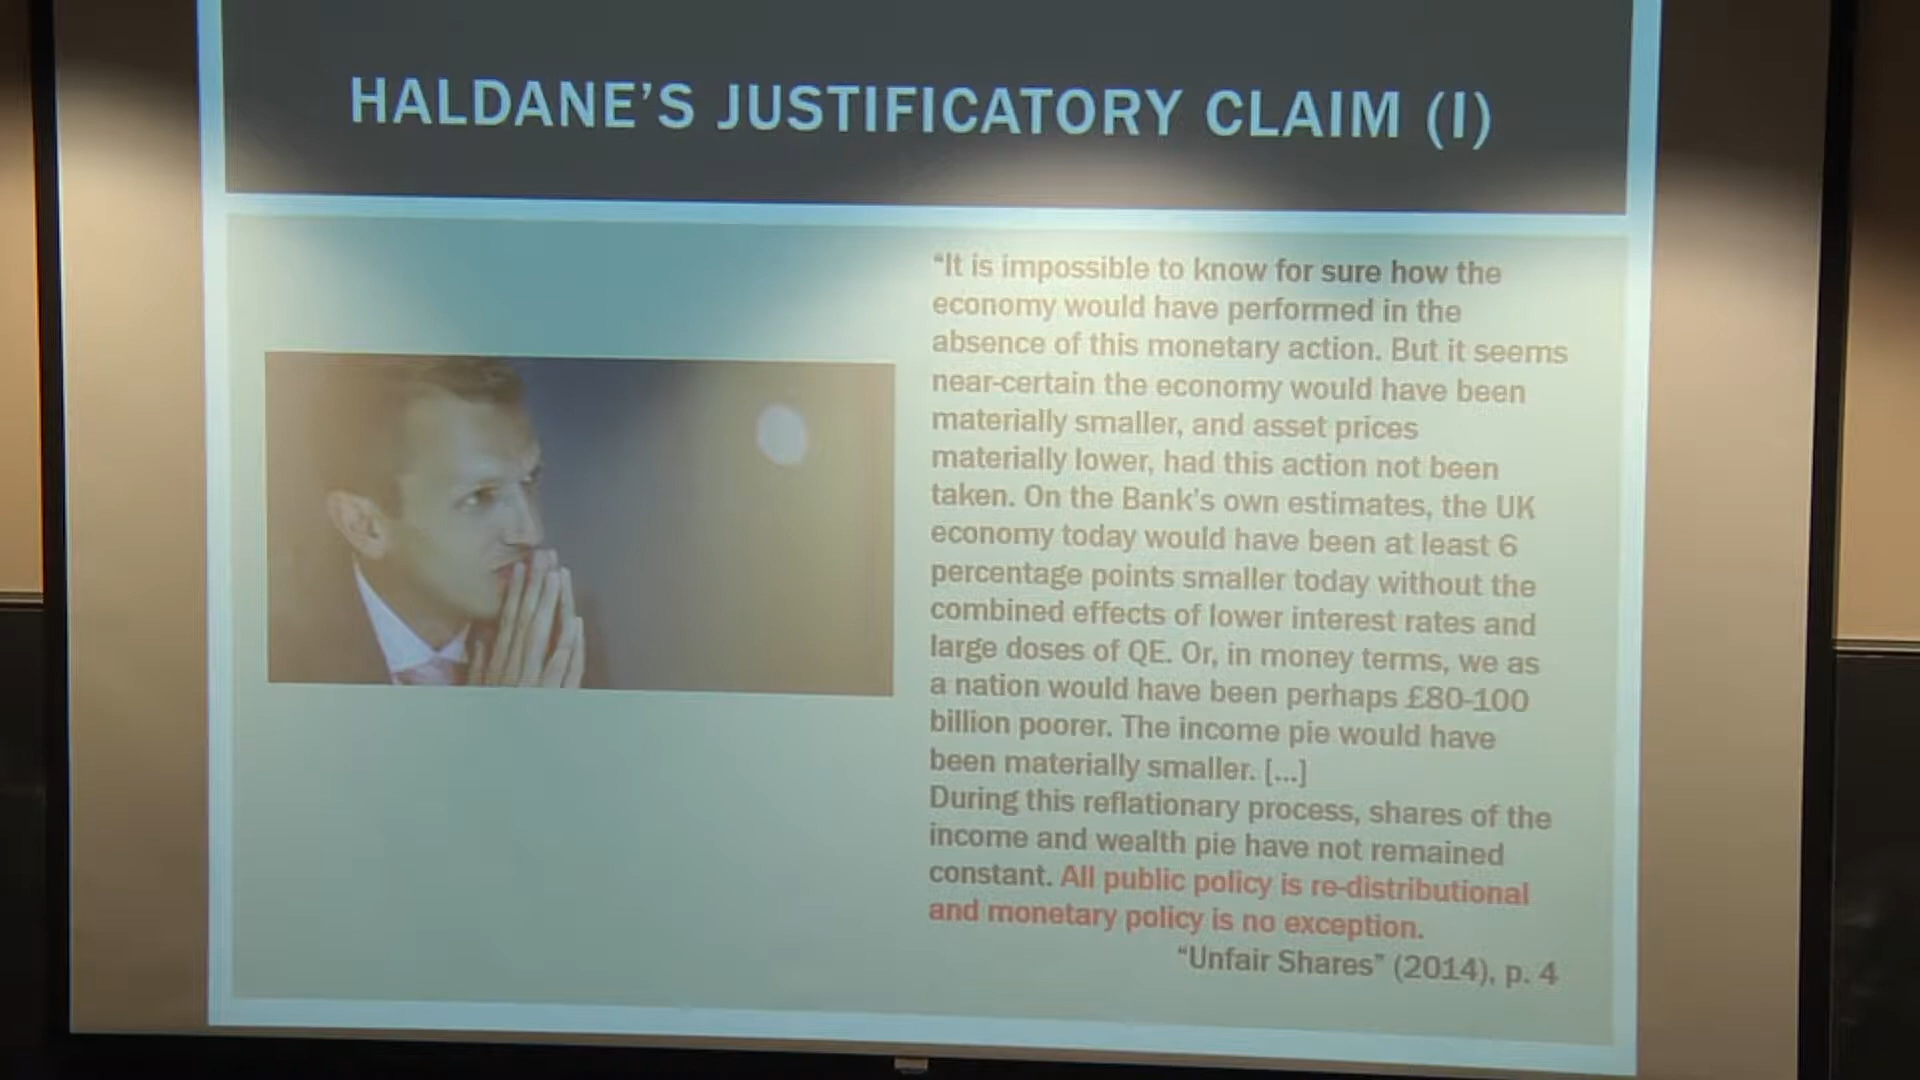 HALDANE'S JUSTIFICATORY CLAIM (I)
“It is impossible to know for sure how the
economy would have performed in the
absence of this monetary action. But it seems
near-certain the economy would have been
materially smaller, and asset prices
materially lower, had this action not been
taken. On the Bank's own estimates, the UK
economy today would have been at least 6
percentage points smaller today without the
combined effects of lower interest rates and
large doses of QE. Or, in money terms, we as
a nation would have been perhaps £80-100
billion poorer. The income pie would have
been materially smaller. [...]
During this reflationary process, shares of the
income and wealth pie have not remained
constant. All public policy is re-distributional
and monetary policy is no exception.
“Unfair Shares” (2014), p. 4